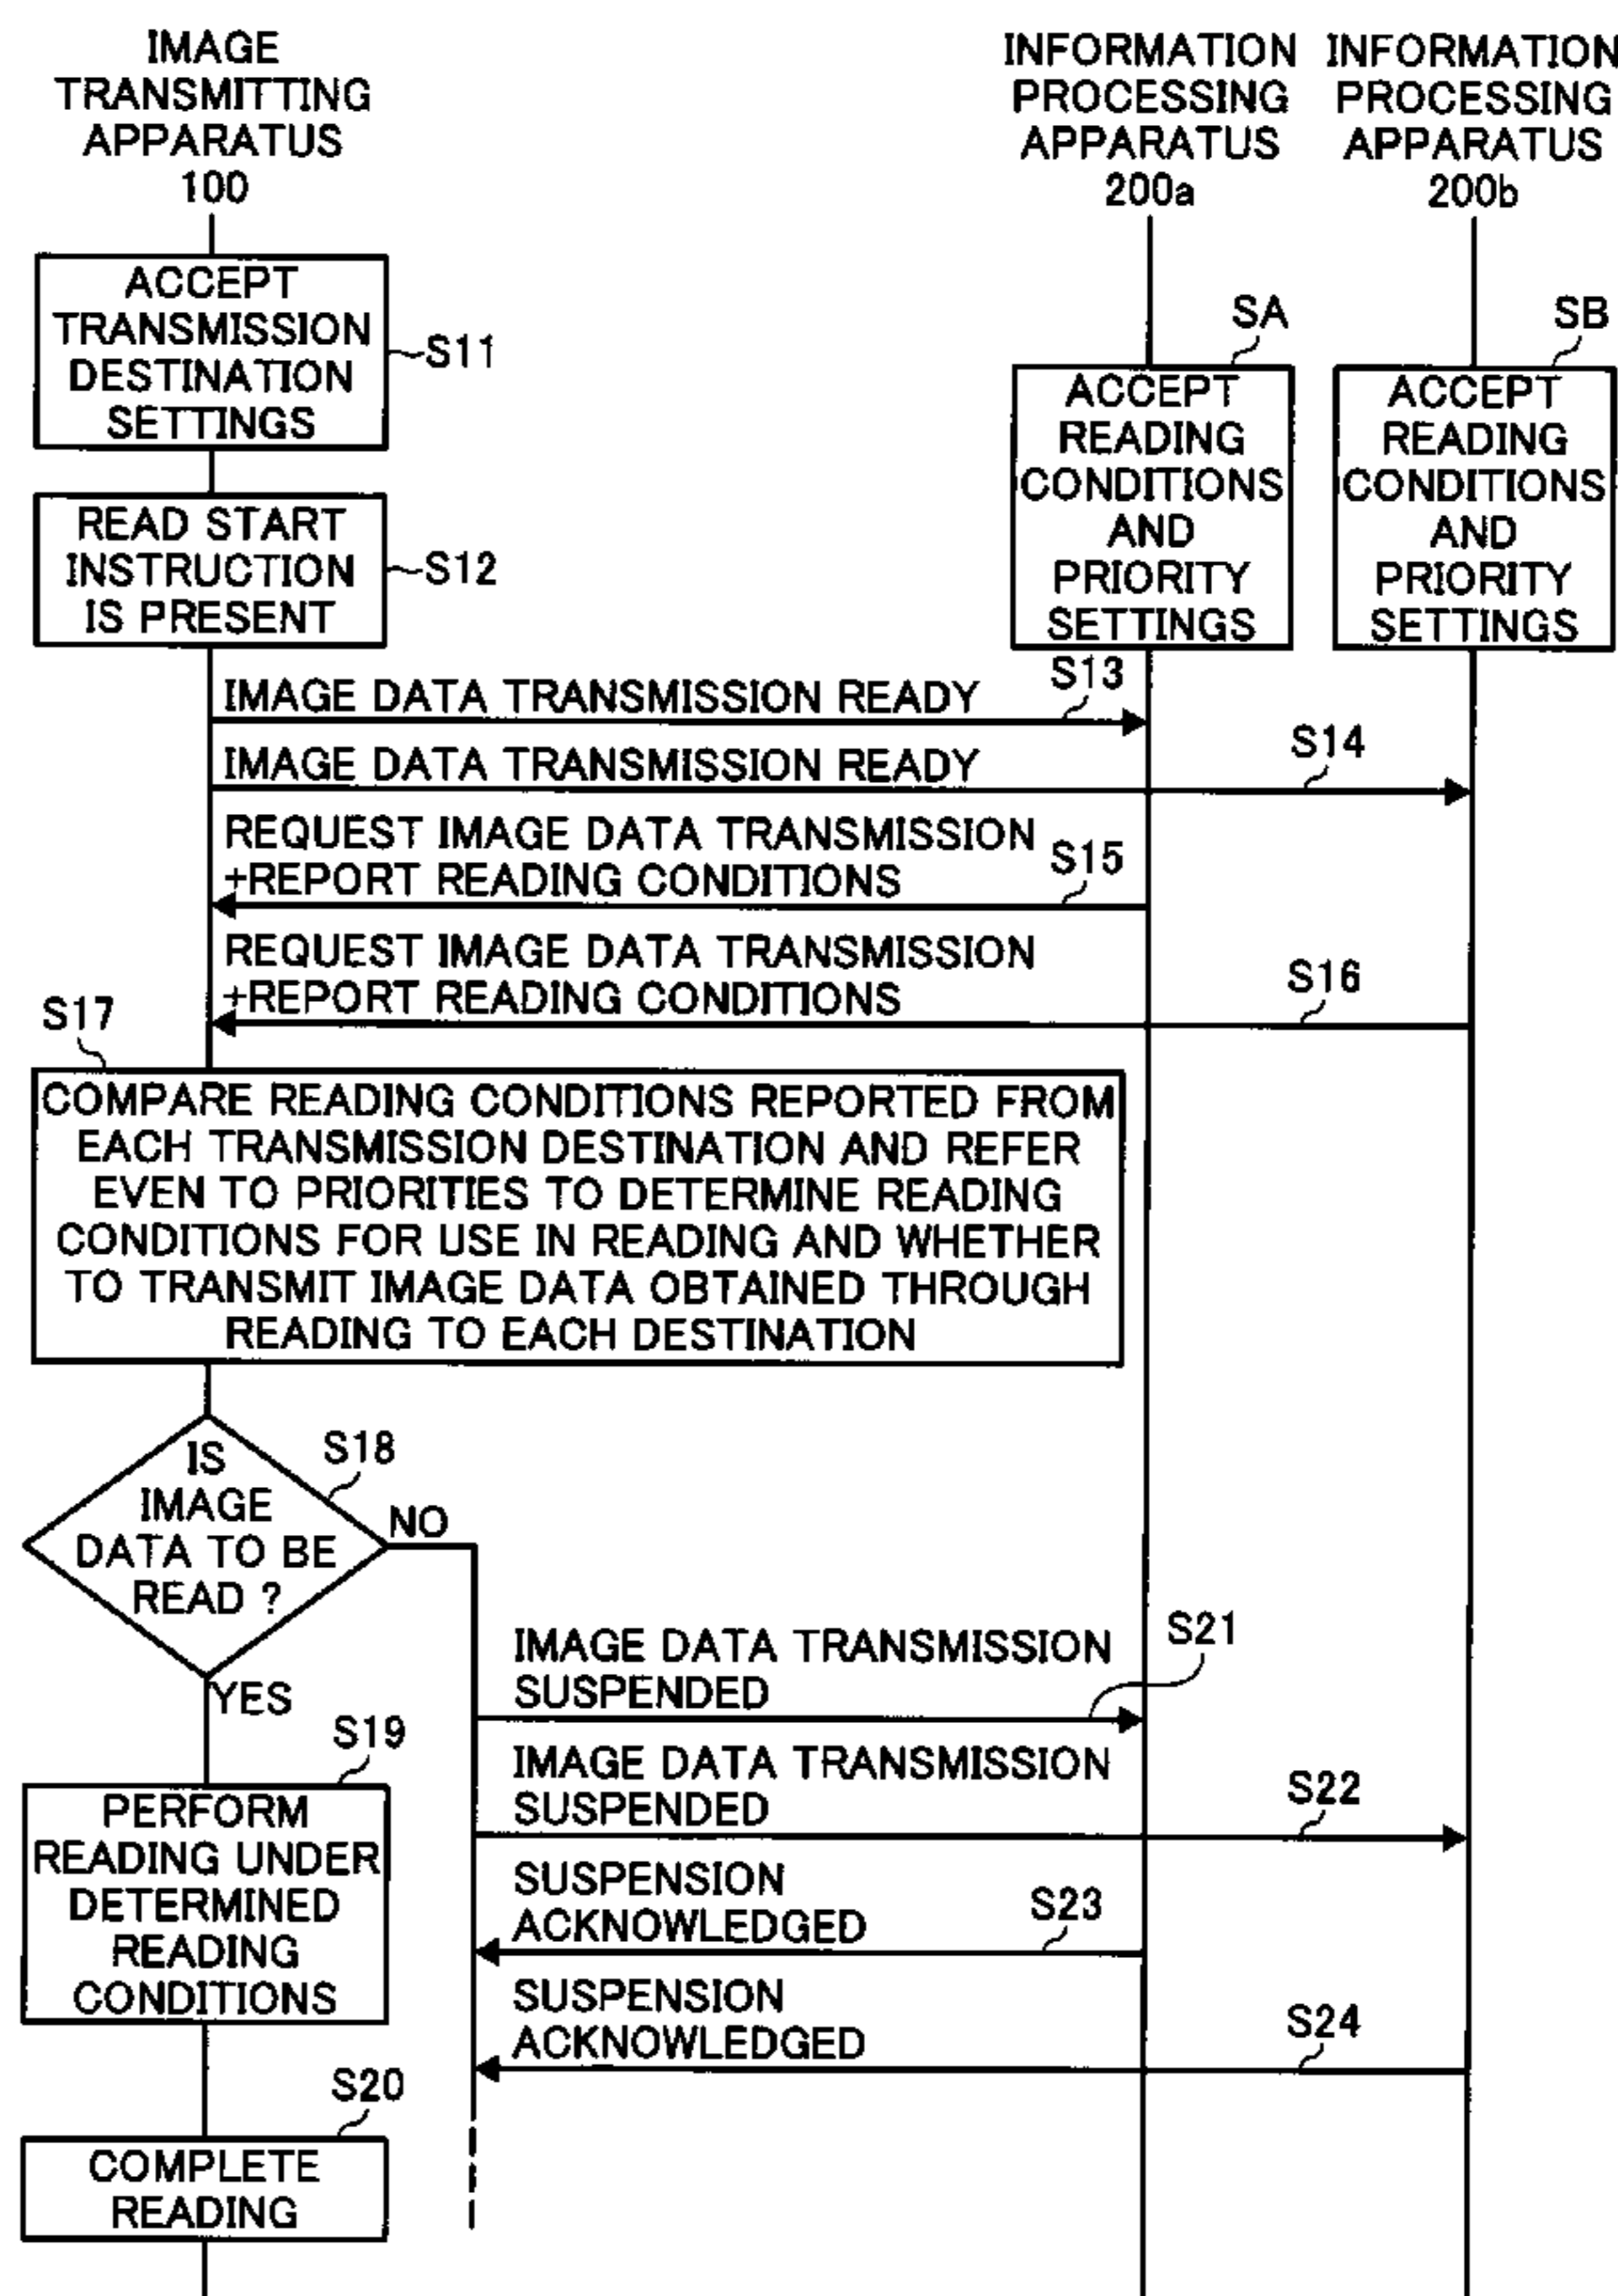 IMAGE
TRANSMITTING
APPARATUS
100
INFORMATION
PROCESSING
APPARATUS
200a
INFORMATION
PROCESSING
APPARATUS
200b
ACCEPT
TRANSMISSION
DESTINATION
SETTINGS
S11
SA
ACCEPT
READING
CONDITIONS
AND
PRIORITY
SETTINGS
SB
ACCEPT
READING
CONDITIONS
AND
PRIORITY
SETTINGS
READ START
INSTRUCTION
IS PRESENT
S12
IMAGE DATA TRANSMISSION READY
S13
IMAGE DATA TRANSMISSION READY
S14
REQUEST IMAGE DATA TRANSMISSION
+REPORT READING CONDITIONS
S15
REQUEST IMAGE DATA TRANSMISSION
+REPORT READING CONDITIONS
S16
S17
COMPARE READING CONDITIONS REPORTED FROM
EACH TRANSMISSION DESTINATION AND REFER
EVEN TO PRIORITIES TO DETERMINE READING
CONDITIONS FOR USE IN READING AND WHETHER
TO TRANSMIT IMAGE DATA OBTAINED THROUGH
READING TO EACH DESTINATION
IS
IMAGE
DATA TO BE
READ ?
S18
NO
YES
IMAGE DATA TRANSMISSION
SUSPENDED
S21
S19
PERFORM
READING UNDER
DETERMINED
READING
CONDITIONS
IMAGE DATA TRANSMISSION
SUSPENDED
S22
SUSPENSION
ACKNOWLEDGED
S23
SUSPENSION
ACKNOWLEDGED
S24
S20
COMPLETE
READING